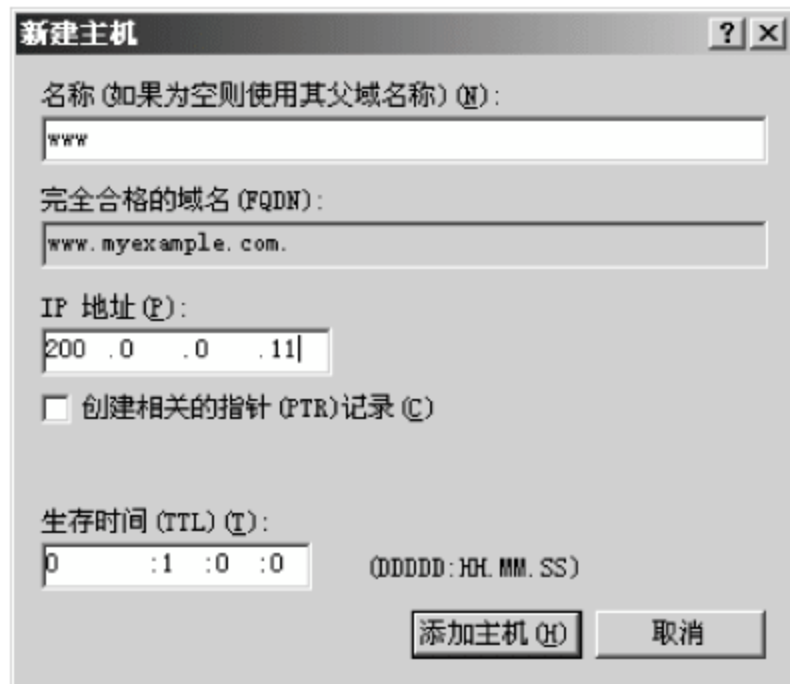 新建主机
名称(如果为空则使用其父域名称)(N):
www
完全合格的域名(FQDN):
www.myexample.com.
IP 地址(P):
200 .0 .0 .11
创建相关的指针(PTR)记录(C)
生存时间(TTL)(T):
0 :1 :0 :0 (DDDDD:HH.MM.SS)
添加主机(H) 取消